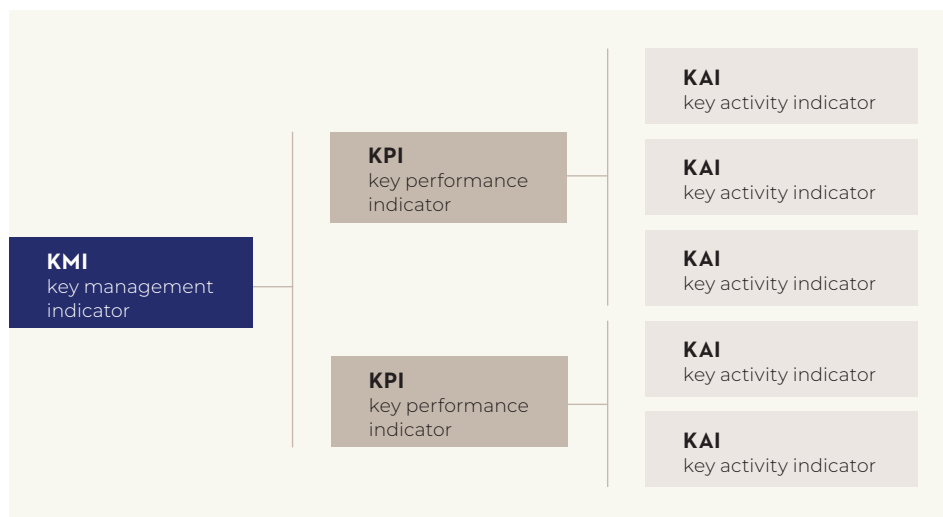 KMI
key management
indicator
KPI
key performance
indicator
KPI
key performance
indicator
KAI
key activity indicator
KAI
key activity indicator
KAI
key activity indicator
KAI
key activity indicator
KAI
key activity indicator